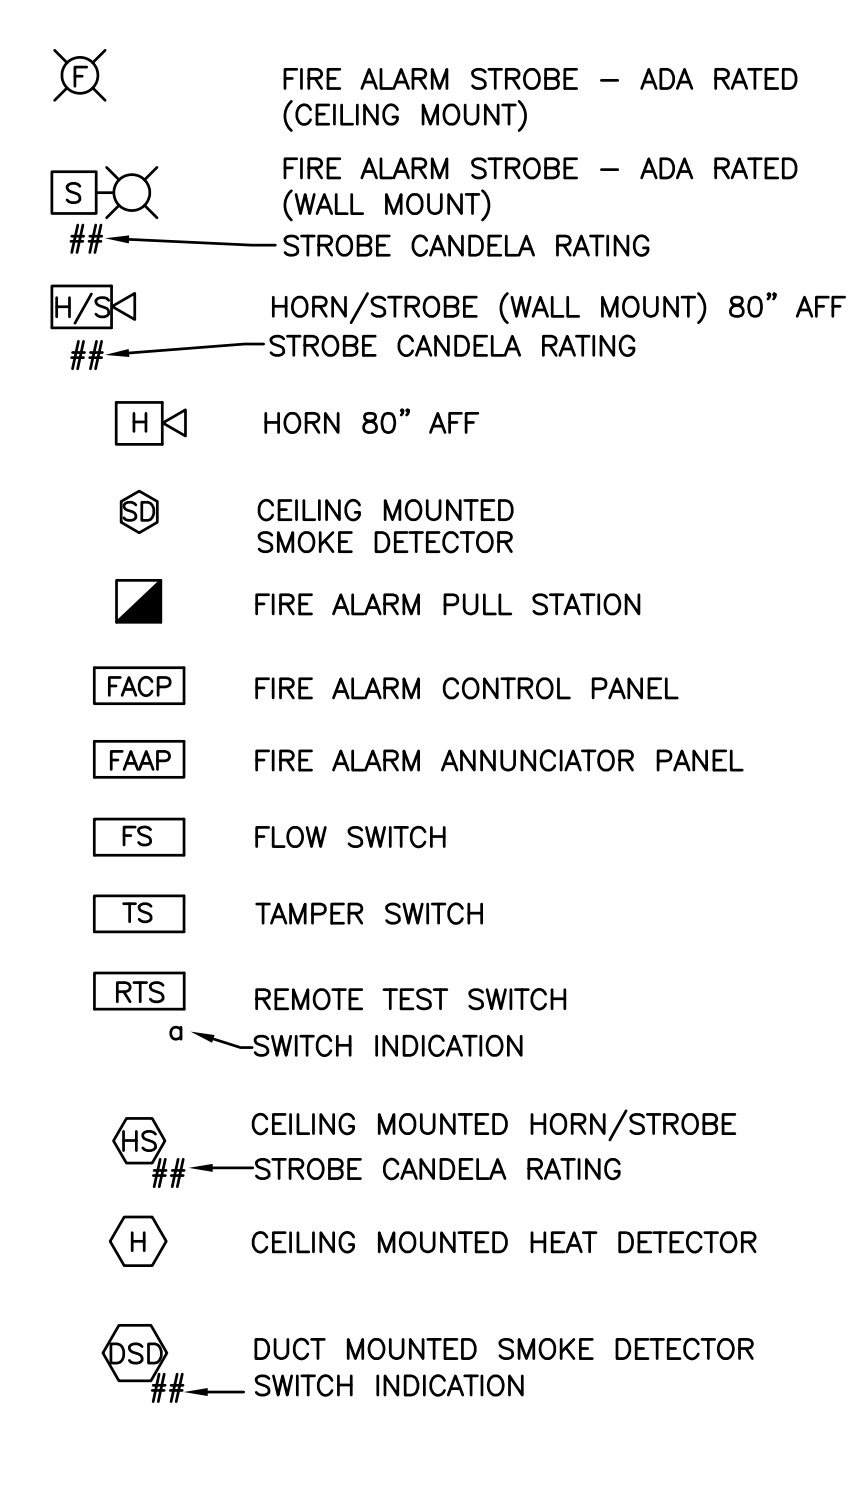 F FIRE ALARM STROBE – ADA RATED
(CEILING MOUNT)
S FIRE ALARM STROBE – ADA RATED
(WALL MOUNT)
## STROBE CANDELA RATING
H/S HORN/STROBE (WALL MOUNT) 80" AFF
## STROBE CANDELA RATING
H HORN 80" AFF
SD CEILING MOUNTED
SMOKE DETECTOR
FIRE ALARM PULL STATION
FACP FIRE ALARM CONTROL PANEL
FAAP FIRE ALARM ANNUNCIATOR PANEL
FS FLOW SWITCH
TS TAMPER SWITCH
RTS REMOTE TEST SWITCH
a SWITCH INDICATION
HS CEILING MOUNTED HORN/STROBE
## STROBE CANDELA RATING
H CEILING MOUNTED HEAT DETECTOR
DSD DUCT MOUNTED SMOKE DETECTOR
## SWITCH INDICATION